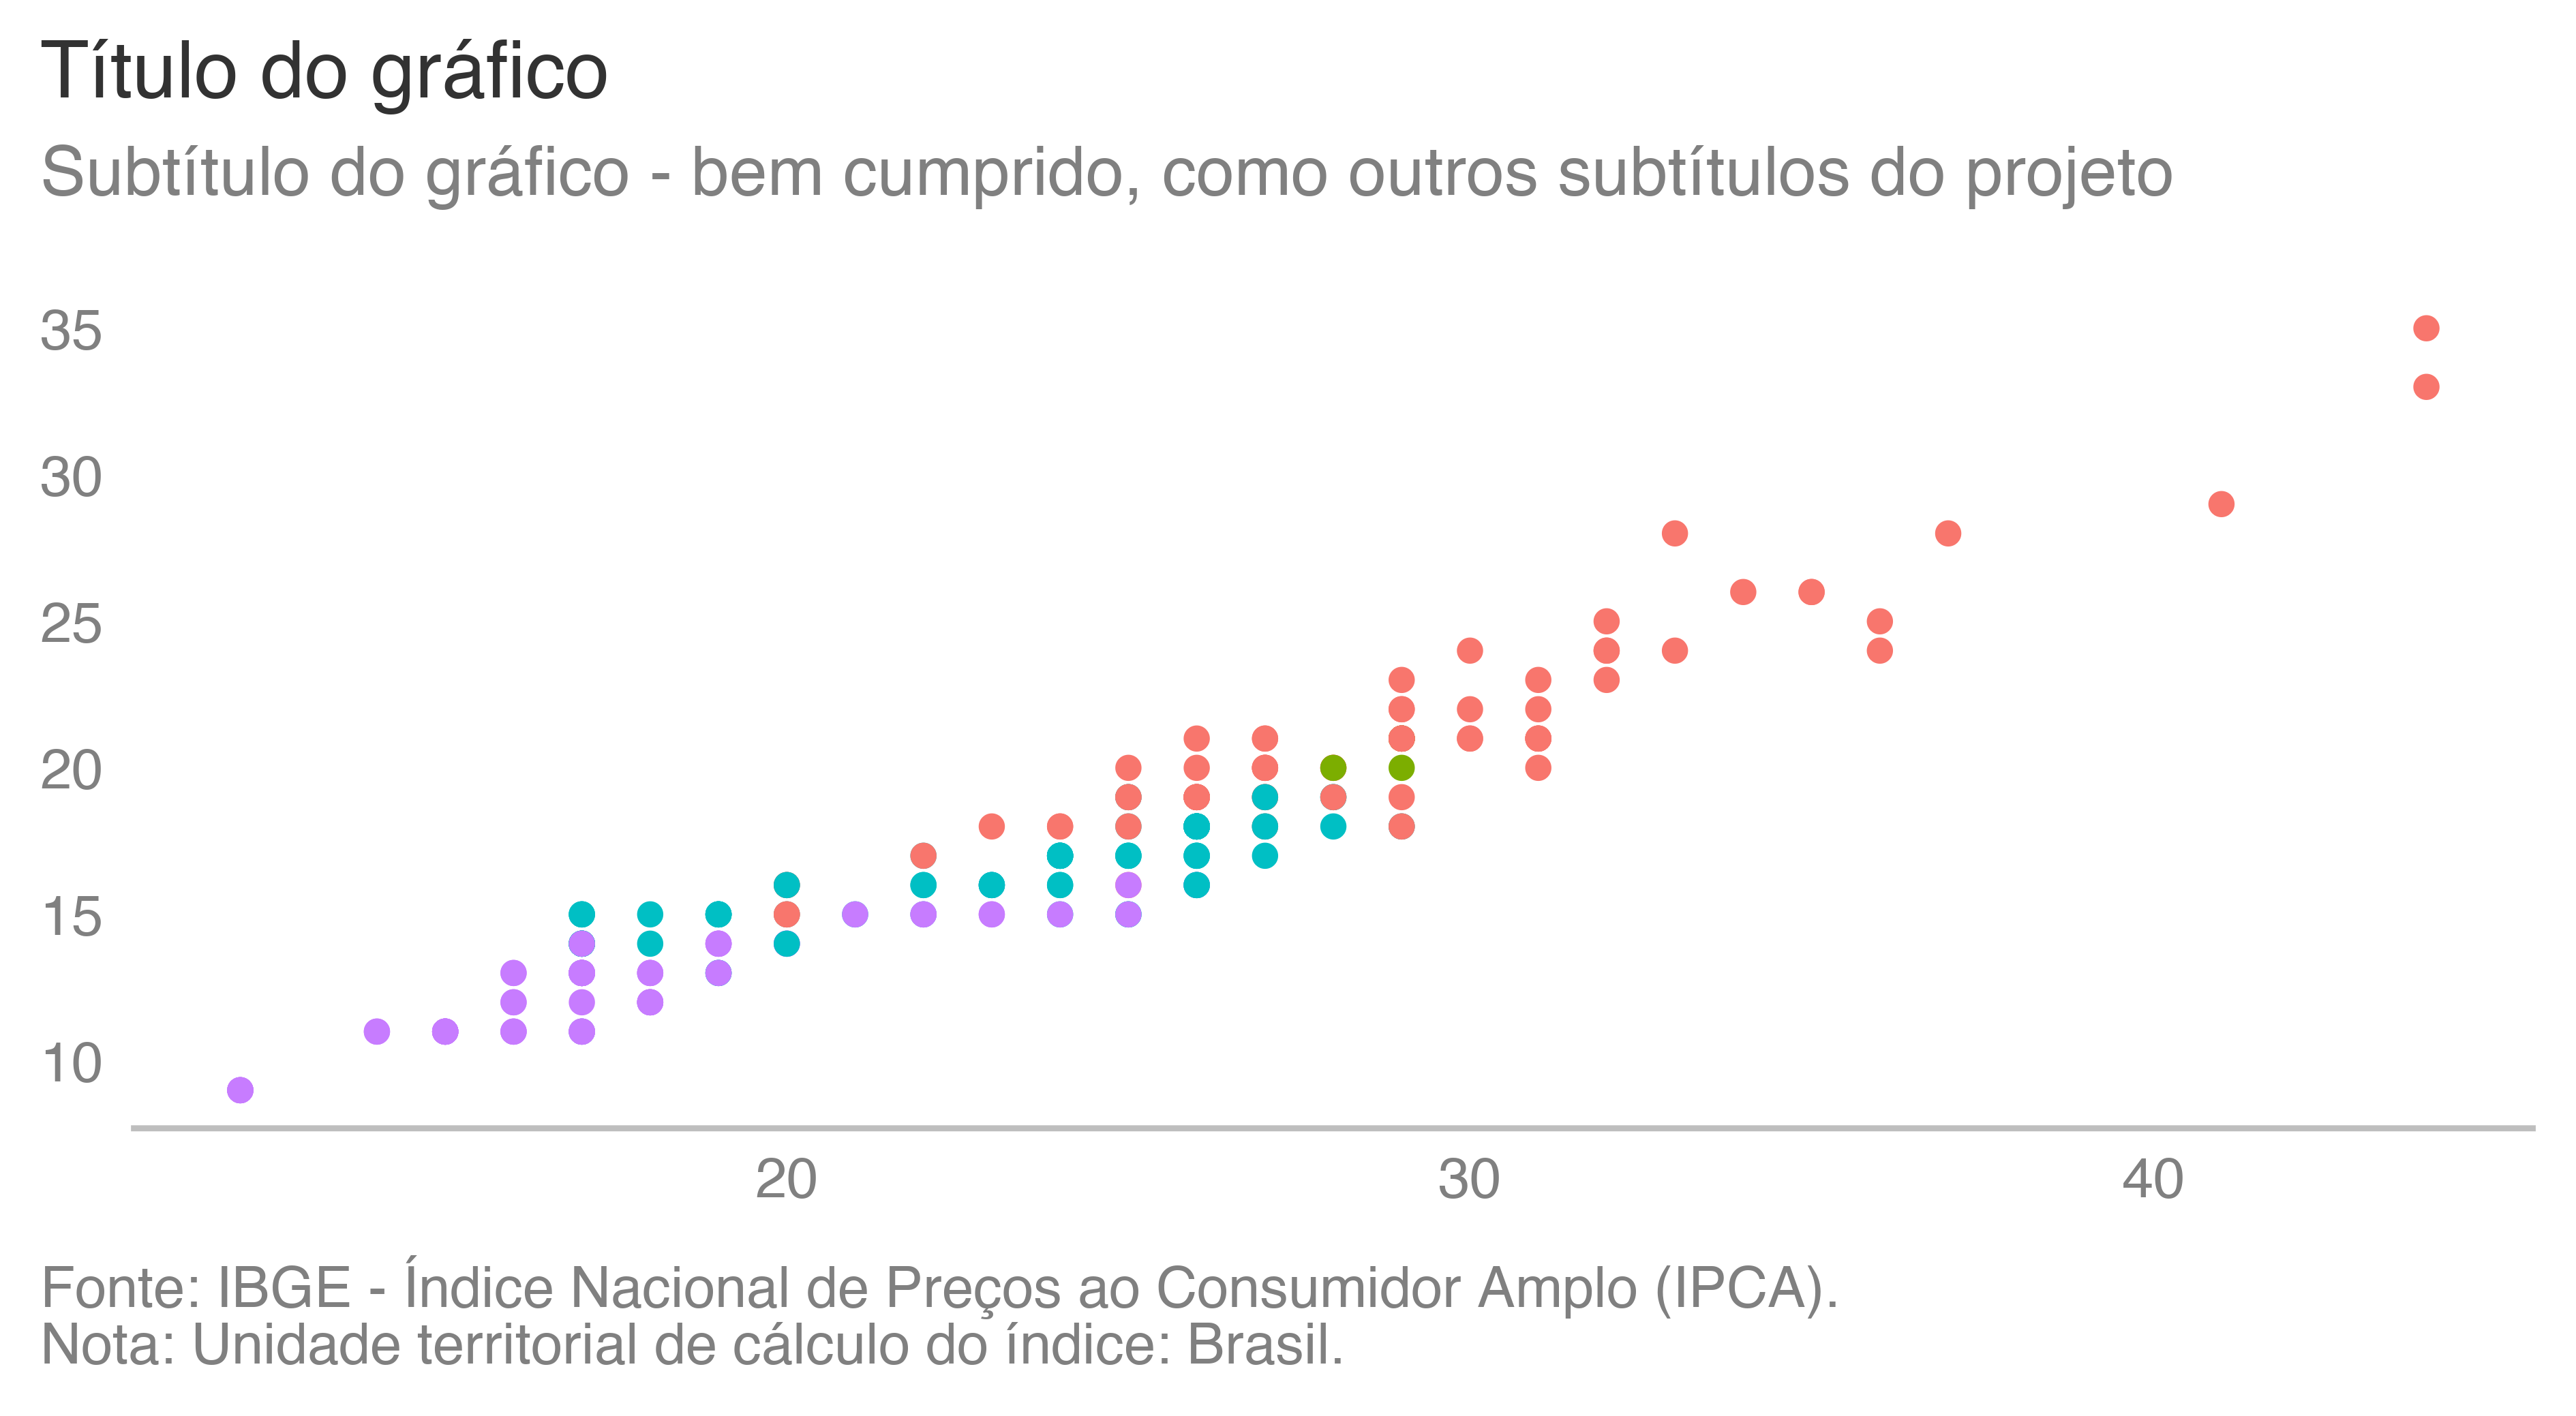 Título do gráfico
Subtítulo do gráfico - bem cumprido, como outros subtítulos do projeto
35
30
25
20
15
10
20 30 40
Fonte: IBGE - Índice Nacional de Preços ao Consumidor Amplo (IPCA).
Nota: Unidade territorial de cálculo do índice: Brasil.